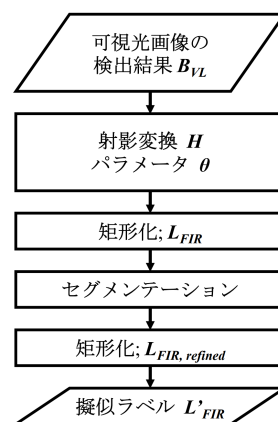 可視光画像の
検出結果 B_VL
射影変換 H
パラメータ θ
矩形化; L_FIR
セグメンテーション
矩形化; L_FIR, refined
擬似ラベル L'_FIR